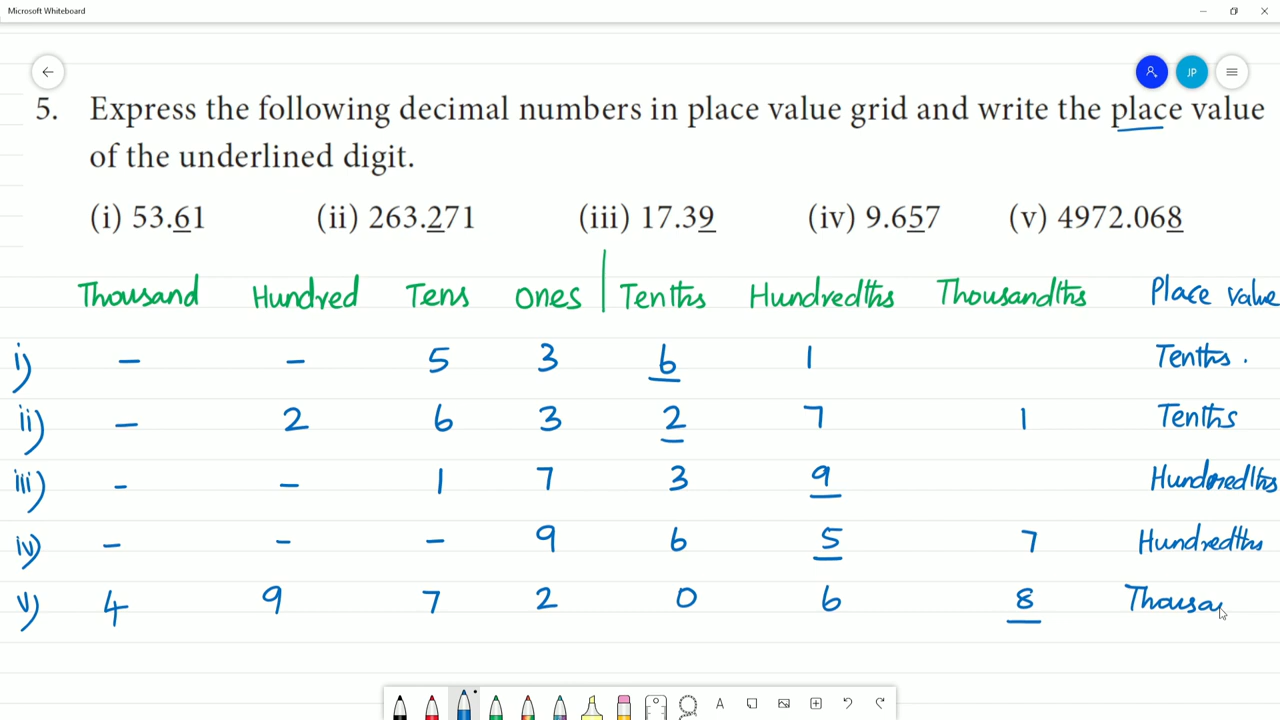 Microsoft Whiteboard
JP
5. Express the following decimal numbers in place value grid and write the place value
of the underlined digit.
(i) 53.61 (ii) 263.271 (iii) 17.39 (iv) 9.657 (v) 4972.068
Thousand Hundred Tens Ones | Tenths Hundredths Thousandths Place value
i) - - 5 3 6 1 Tenths.
ii) - 2 6 3 2 7 1 Tenths
iii) - - 1 7 3 9 Hundredths
iv) - - - 9 6 5 7 Hundredths
v) 4 9 7 2 0 6 8 Thousa
A